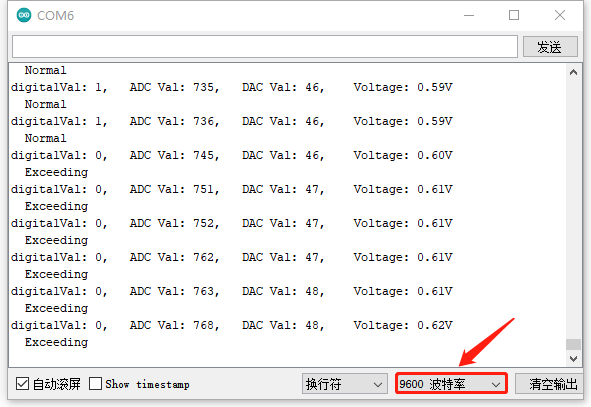 COM6
发送
Normal
digitalVal: 1,   ADC Val: 735,   DAC Val: 46,    Voltage: 0.59V
Normal
digitalVal: 1,   ADC Val: 736,   DAC Val: 46,    Voltage: 0.59V
Normal
digitalVal: 0,   ADC Val: 745,   DAC Val: 46,    Voltage: 0.60V
Exceeding
digitalVal: 0,   ADC Val: 751,   DAC Val: 47,    Voltage: 0.61V
Exceeding
digitalVal: 0,   ADC Val: 752,   DAC Val: 47,    Voltage: 0.61V
Exceeding
digitalVal: 0,   ADC Val: 762,   DAC Val: 47,    Voltage: 0.61V
Exceeding
digitalVal: 0,   ADC Val: 763,   DAC Val: 48,    Voltage: 0.61V
Exceeding
digitalVal: 0,   ADC Val: 768,   DAC Val: 48,    Voltage: 0.62V
Exceeding
自动滚屏 Show timestamp 换行符 9600 波特率 清空输出